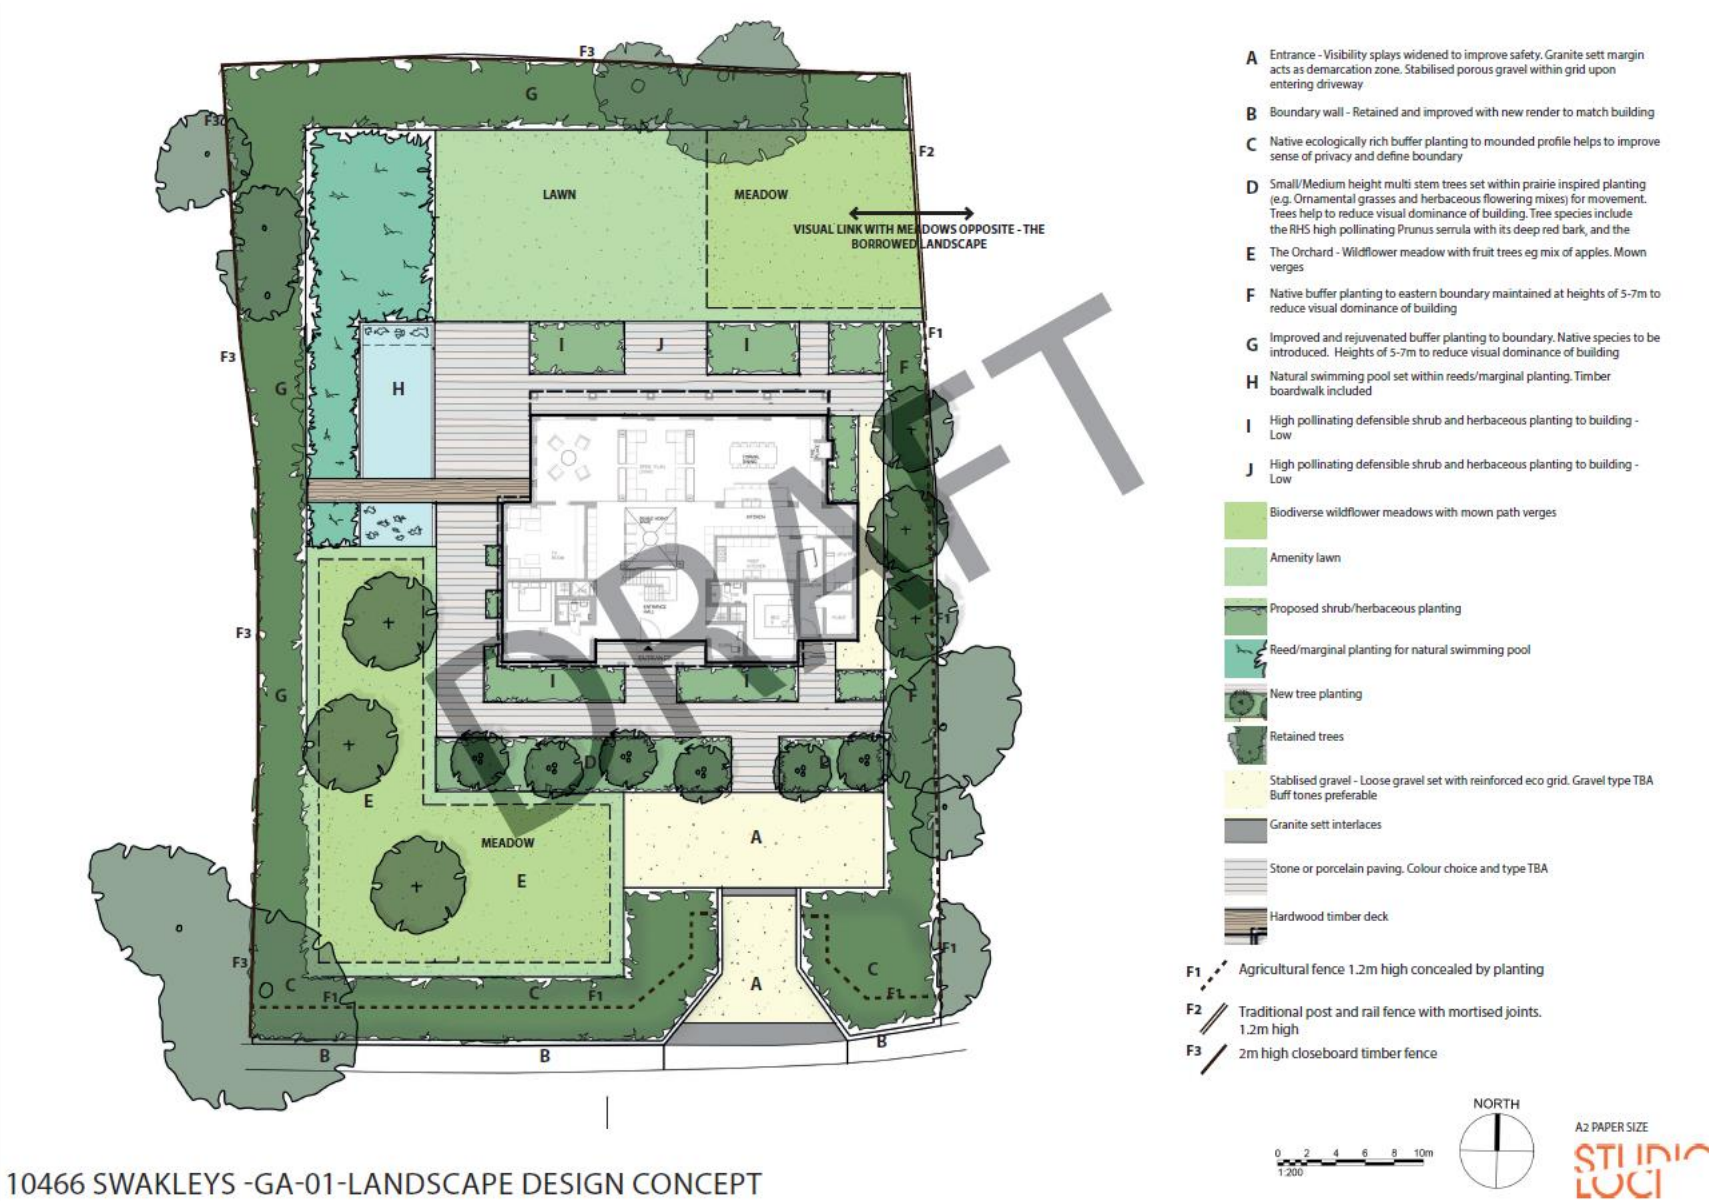 F3
G
F3
F2
LAWN
MEADOW
VISUAL LINK WITH MEADOWS OPPOSITE - THE
BORROWED LANDSCAPE
F1
I
J
I
F3
F
G
H
DRAFT
KITCHEN
ENTRANCE
HALL
ENTRANCE
F1
F3
G
I
I
F
D
E
A
MEADOW
E
F3
C
F1
C
F1
A
C
F1
F1
B
B
B
A Entrance - Visibility splays widened to improve safety. Granite sett margin
acts as demarcation zone. Stabilised porous gravel within grid upon
entering driveway
B Boundary wall - Retained and improved with new render to match building
C Native ecologically rich buffer planting to mounded profile helps to improve
sense of privacy and define boundary
D Small/Medium height multi stem trees set within prairie inspired planting
(e.g. Ornamental grasses and herbaceous flowering mixes) for movement.
Trees help to reduce visual dominance of building. Tree species include
the RHS high pollinating Prunus serrula with its deep red bark, and the
E The Orchard - Wildflower meadow with fruit trees eg mix of apples. Mown
verges
F Native buffer planting to eastern boundary maintained at heights of 5-7m to
reduce visual dominance of building
G Improved and rejuvenated buffer planting to boundary. Native species to be
introduced. Heights of 5-7m to reduce visual dominance of building
H Natural swimming pool set within reeds/marginal planting. Timber
boardwalk included
I High pollinating defensible shrub and herbaceous planting to building -
Low
J High pollinating defensible shrub and herbaceous planting to building -
Low
Biodiverse wildflower meadows with mown path verges
Amenity lawn
Proposed shrub/herbaceous planting
Reed/marginal planting for natural swimming pool
New tree planting
Retained trees
Stablised gravel - Loose gravel set with reinforced eco grid. Gravel type TBA
Buff tones preferable
Granite sett interlaces
Stone or porcelain paving. Colour choice and type TBA
Hardwood timber deck
F1 Agricultural fence 1.2m high concealed by planting
F2 Traditional post and rail fence with mortised joints.
1.2m high
F3 2m high closeboard timber fence
NORTH
0 2 4 6 8 10m
1:200
A2 PAPER SIZE
STUDIO
LOCI
10466 SWAKLEYS -GA-01-LANDSCAPE DESIGN CONCEPT